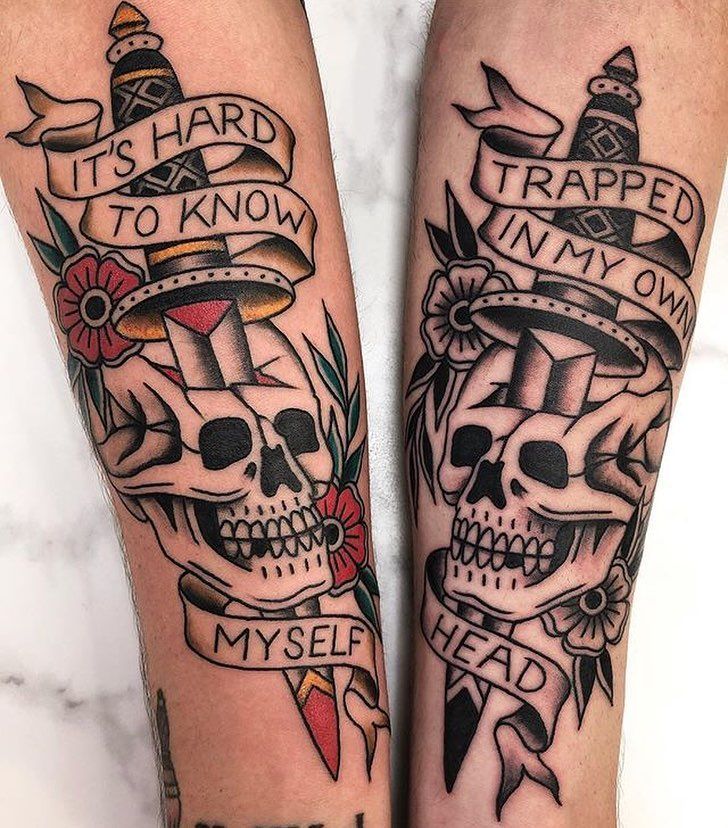 IT'S HARD
TO KNOW
MYSELF
TRAPPED
IN MY OWN
HEAD